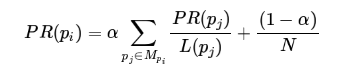 PR(p_i) = α ∑_{p_j ∈ M_{p_i}} PR(p_j) / L(p_j) + (1 − α) / N